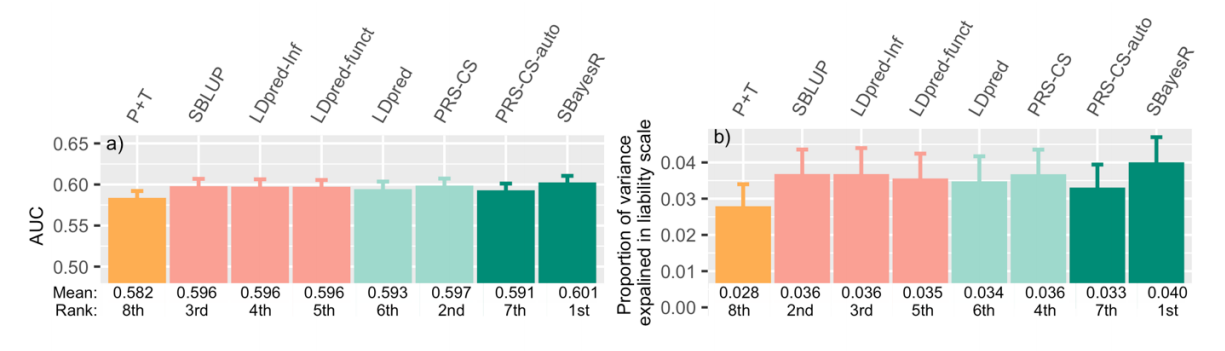 P+T SBLUP LDpred-Inf LDpred-funct LDpred PRS-CS PRS-CS-auto SBayesR
a)
0.65
0.60
0.55
0.50
AUC
Mean: 0.582 0.596 0.596 0.596 0.593 0.597 0.591 0.601
Rank: 8th 3rd 4th 5th 6th 2nd 7th 1st
P+T SBLUP LDpred-Inf LDpred-funct LDpred PRS-CS PRS-CS-auto SBayesR
b)
0.04
0.03
0.02
0.01
0.00
Proportion of variance
expalined in liability scale
0.028 0.036 0.036 0.035 0.034 0.036 0.033 0.040
8th 2nd 3rd 5th 6th 4th 7th 1st